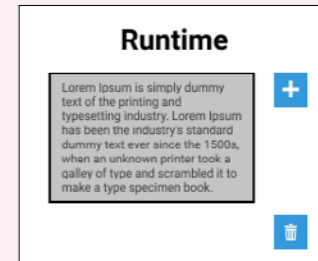 Runtime
Lorem Ipsum is simply dummy
text of the printing and
typesetting industry. Lorem Ipsum
has been the industry's standard
dummy text ever since the 1500s,
when an unknown printer took a
galley of type and scrambled it to
make a type specimen book.